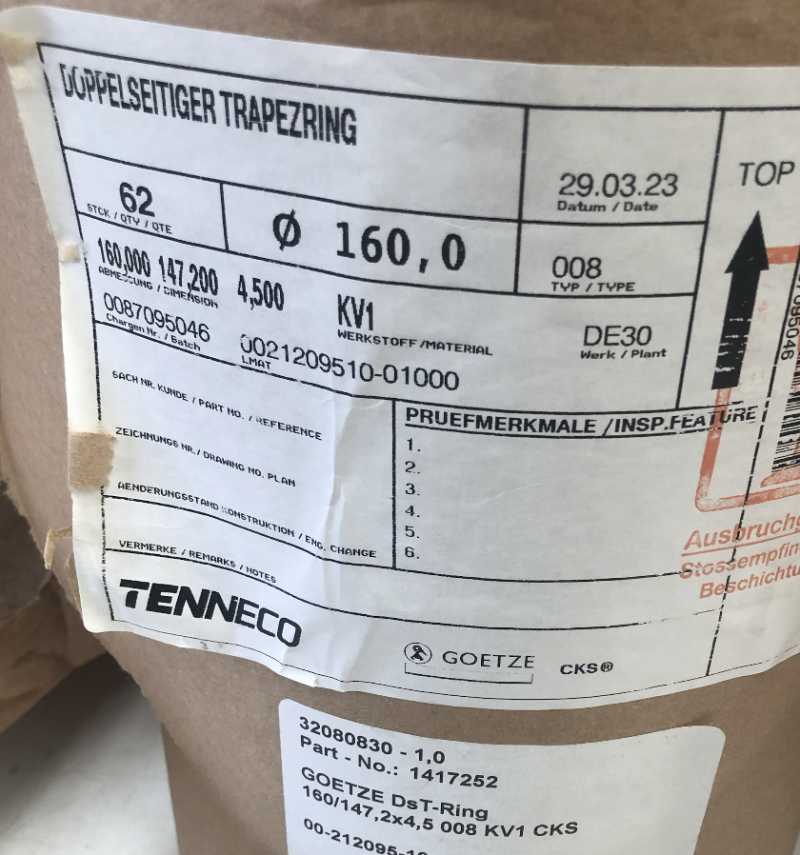 DOPPELSEITIGER TRAPEZRING
62
STCK / QTY / QTE
Ø 160,0
29.03.23
Datum / Date
TOP
160,000 147,200 4,500
ABMESSUNG / DIMENSION
KV1
WERKSTOFF /MATERIAL
008
TYP / TYPE
0087095046
Chargen Nr. / Batch
0021209510-01000
LMAT
DE30
Werk / Plant
7095046
SACH NR. KUNDE / PART NO. / REFERENCE
ZEICHNUNGS NR./ DRAWING NO. PLAN
AENDERUNGSSTAND KONSTRUKTION / ENG. CHANGE
VERMERKE / REMARKS / NOTES
PRUEFMERKMALE /INSP.FEATURE
1.
2.
3.
4.
5.
6.
Ausbruchs
Stossempfin
Beschichtu
TENNECO
GOETZE CKS®
32080830 - 1,0
Part - No.: 1417252
GOETZE DsT-Ring
160/147,2x4,5 008 KV1 CKS
00-212095-10